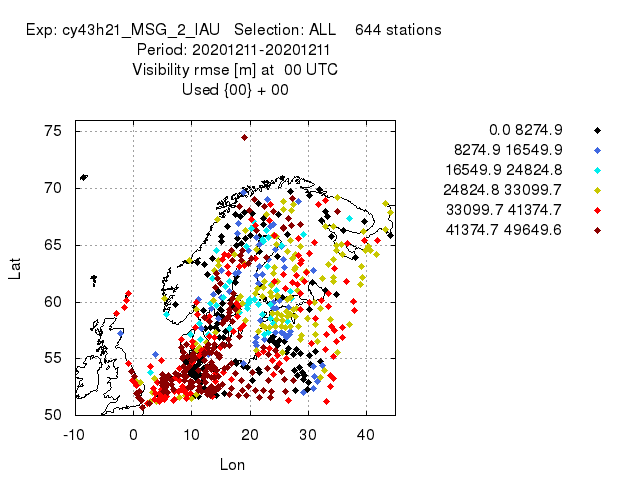 Exp: cy43h21_MSG_2_IAU   Selection: ALL    644 stations
Period: 20201211-20201211
Visibility rmse [m] at  00 UTC
Used {00} + 00
0.0 8274.9
8274.9 16549.9
16549.9 24824.8
24824.8 33099.7
33099.7 41374.7
41374.7 49649.6
75
70
65
60
55
50
Lat
-10 0 10 20 30 40
Lon